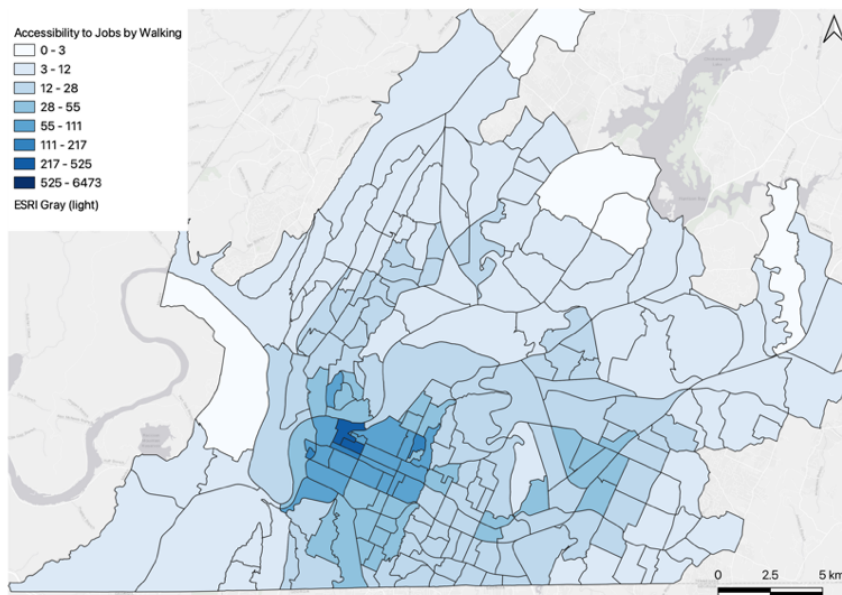 Accessibility to Jobs by Walking
0 - 3
3 - 12
12 - 28
28 - 55
55 - 111
111 - 217
217 - 525
525 - 6473
ESRI Gray (light)
0 2.5 5 km